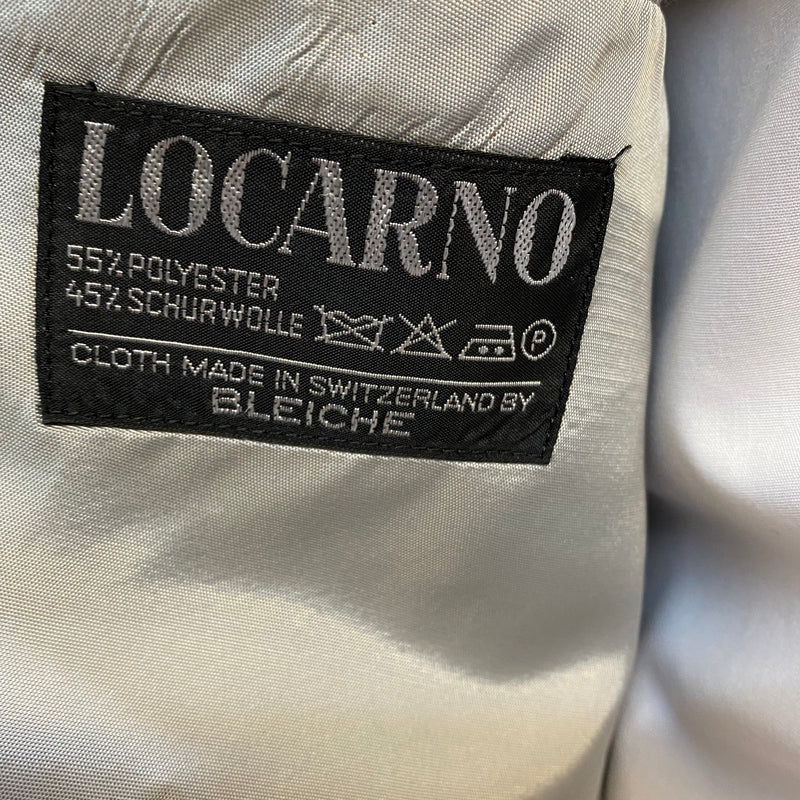 LOCARNO
55% POLYESTER
45% SCHURWOLLE P
CLOTH MADE IN SWITZERLAND BY
BLEICHE